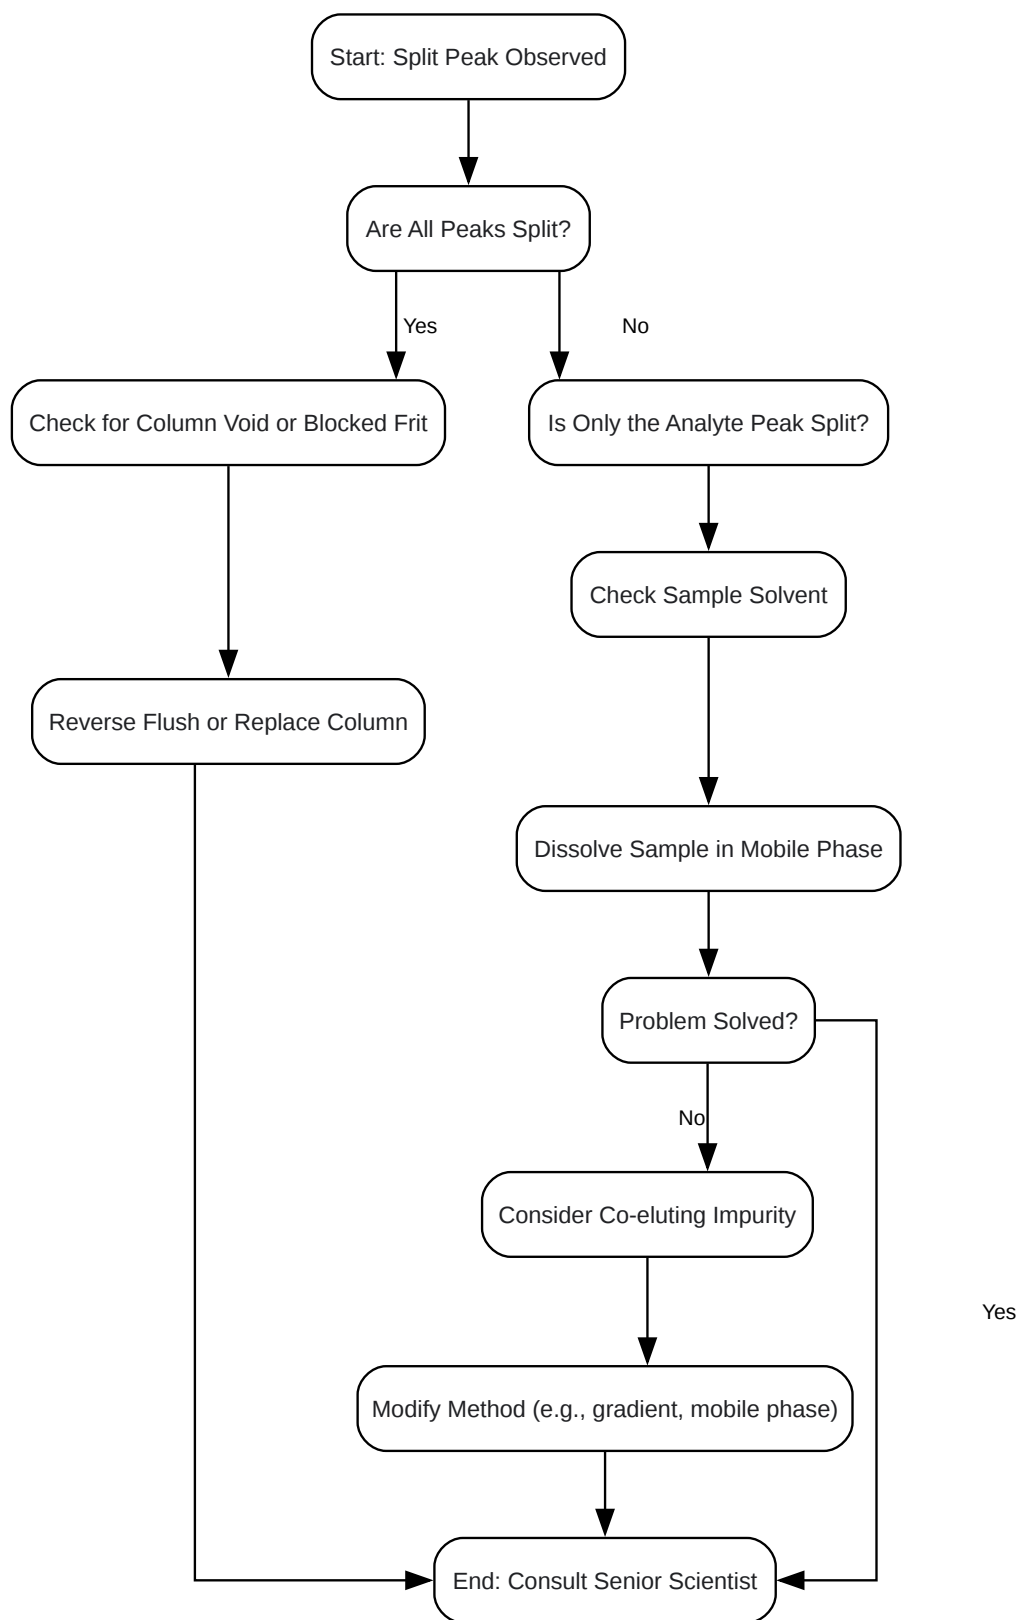 Start: Split Peak Observed
Are All Peaks Split?
Yes
No
Check for Column Void or Blocked Frit
Is Only the Analyte Peak Split?
Check Sample Solvent
Reverse Flush or Replace Column
Dissolve Sample in Mobile Phase
Problem Solved?
No
Consider Co-eluting Impurity
Yes
Modify Method (e.g., gradient, mobile phase)
End: Consult Senior Scientist